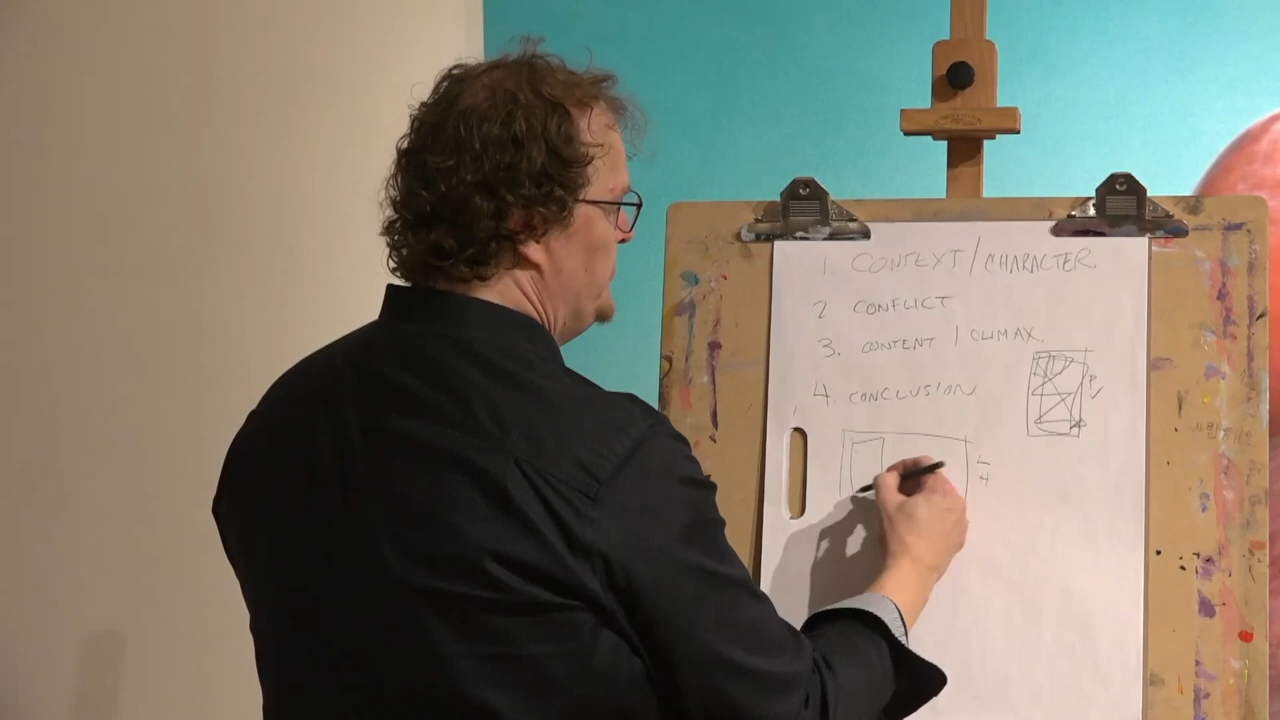 1 CONTEXT/CHARACTER
2 CONFLICT
3. CONTENT / CLIMAX.
4. CONCLUSION
P
L
H